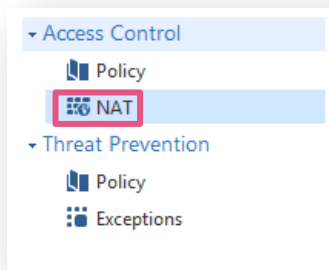 Access Control
Policy
NAT
Threat Prevention
Policy
Exceptions